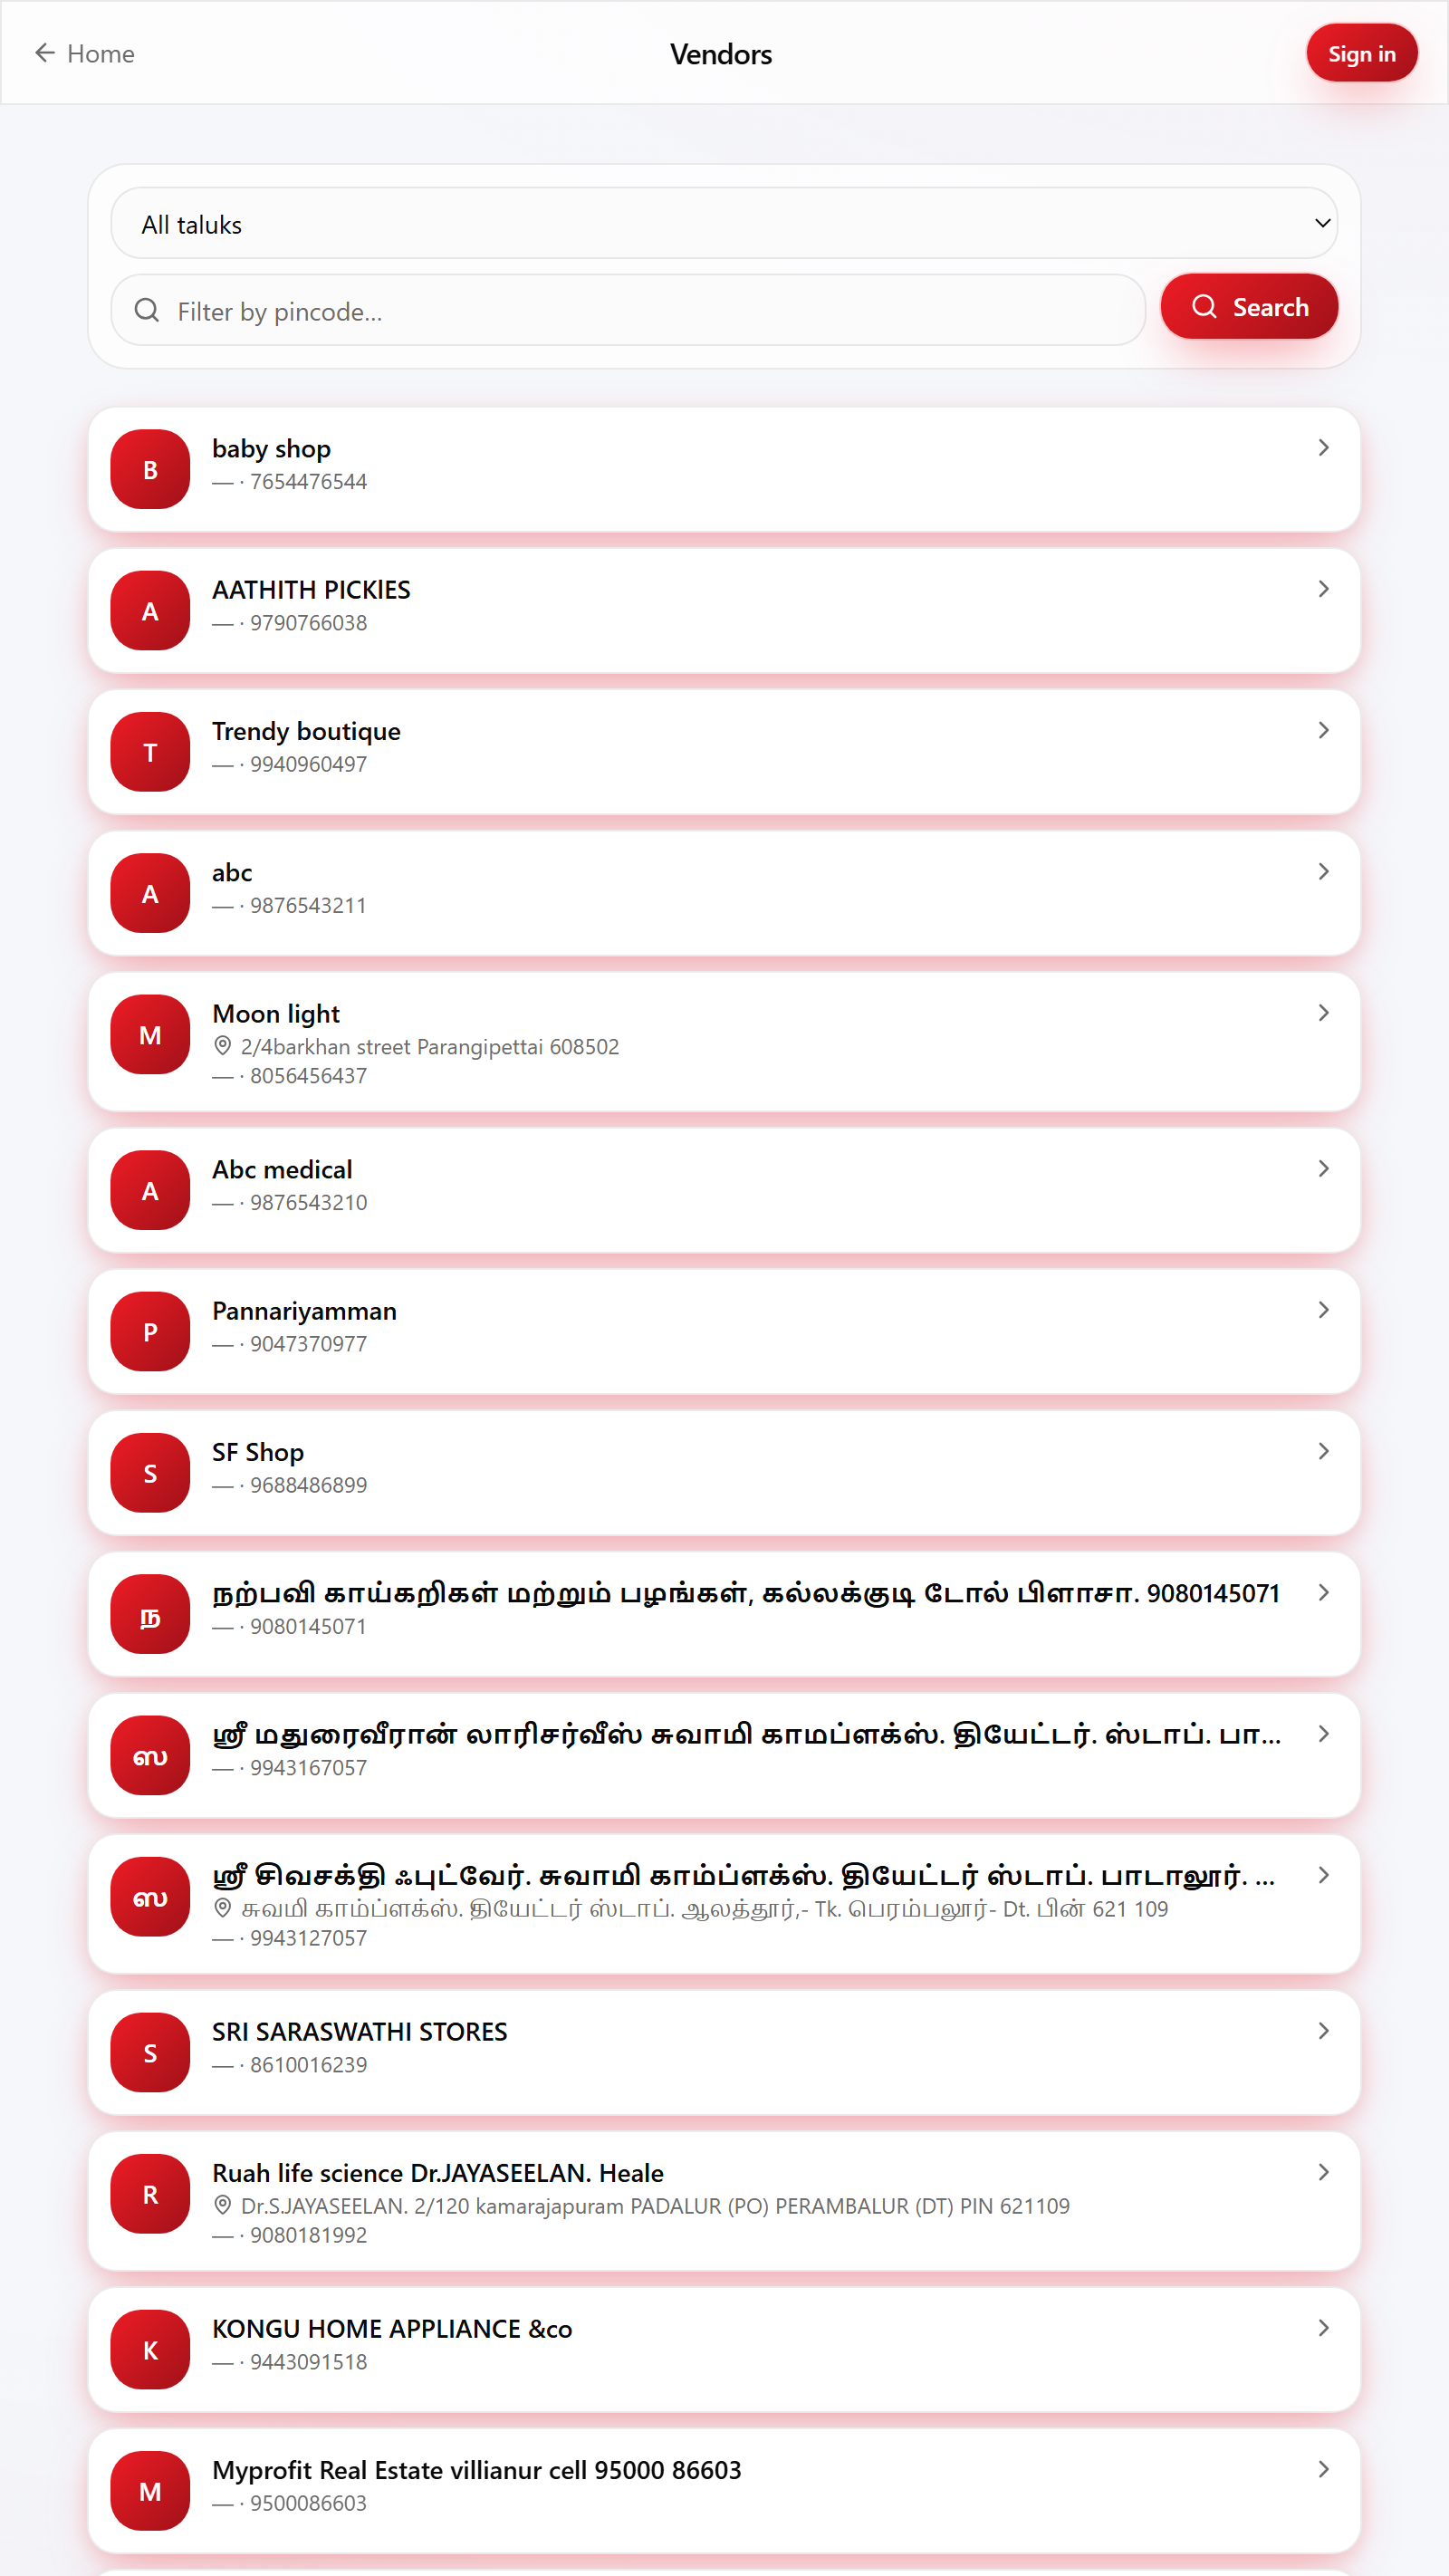 Home
Vendors
Sign in
All taluks
Filter by pincode...
Search
B
baby shop
— · 7654476544
A
AATHITH PICKlES
— · 9790766038
T
Trendy boutique
— · 9940960497
A
abc
— · 9876543211
M
Moon light
2/4barkhan street Parangipettai 608502
— · 8056456437
A
Abc medical
— · 9876543210
P
Pannariyamman
— · 9047370977
S
SF Shop
— · 9688486899
ந
நற்பவி காய்கறிகள் மற்றும் பழங்கள், கல்லக்குடி டோல் பிளாசா. 9080145071
— · 9080145071
ஸ
ஸ்ரீ மதுரைவீரான் லாரிசர்வீஸ் சுவாமி காமப்ளக்ஸ். தியேட்டர். ஸ்டாப். பா...
— · 9943167057
ஸ
ஸ்ரீ சிவசக்தி ஃபுட்வேர். சுவாமி காம்ப்ளக்ஸ். தியேட்டர் ஸ்டாப். பாடாலூர். ...
சுவமி காம்ப்ளக்ஸ். தியேட்டர் ஸ்டாப். ஆலத்தூர்,- Tk. பெரம்பலூர்- Dt. பின் 621 109
— · 9943127057
S
SRI SARASWATHI STORES
— · 8610016239
R
Ruah life science Dr.JAYASEELAN. Heale
Dr.S.JAYASEELAN. 2/120 kamarajapuram PADALUR (PO) PERAMBALUR (DT) PIN 621109
— · 9080181992
K
KONGU HOME APPLIANCE &co
— · 9443091518
M
Myprofit Real Estate villianur cell 95000 86603
— · 9500086603